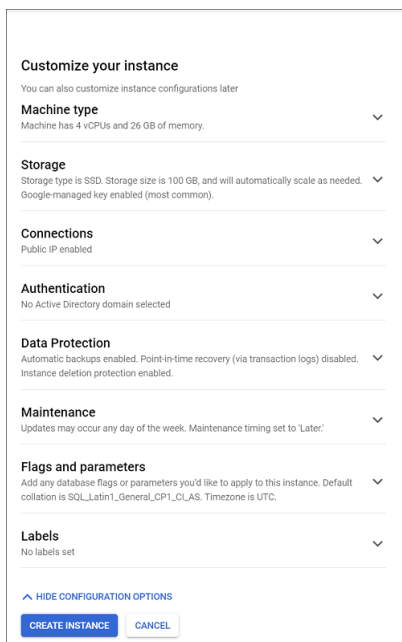 Customize your instance
You can also customize instance configurations later
Machine type
Machine has 4 vCPUs and 26 GB of memory.
Storage
Storage type is SSD. Storage size is 100 GB, and will automatically scale as needed.
Google-managed key enabled (most common).
Connections
Public IP enabled
Authentication
No Active Directory domain selected
Data Protection
Automatic backups enabled. Point-in-time recovery (via transaction logs) disabled.
Instance deletion protection enabled.
Maintenance
Updates may occur any day of the week. Maintenance timing set to 'Later.'
Flags and parameters
Add any database flags or parameters you'd like to apply to this instance. Default
collation is SQL_Latin1_General_CP1_CI_AS. Timezone is UTC.
Labels
No labels set
HIDE CONFIGURATION OPTIONS
CREATE INSTANCE CANCEL